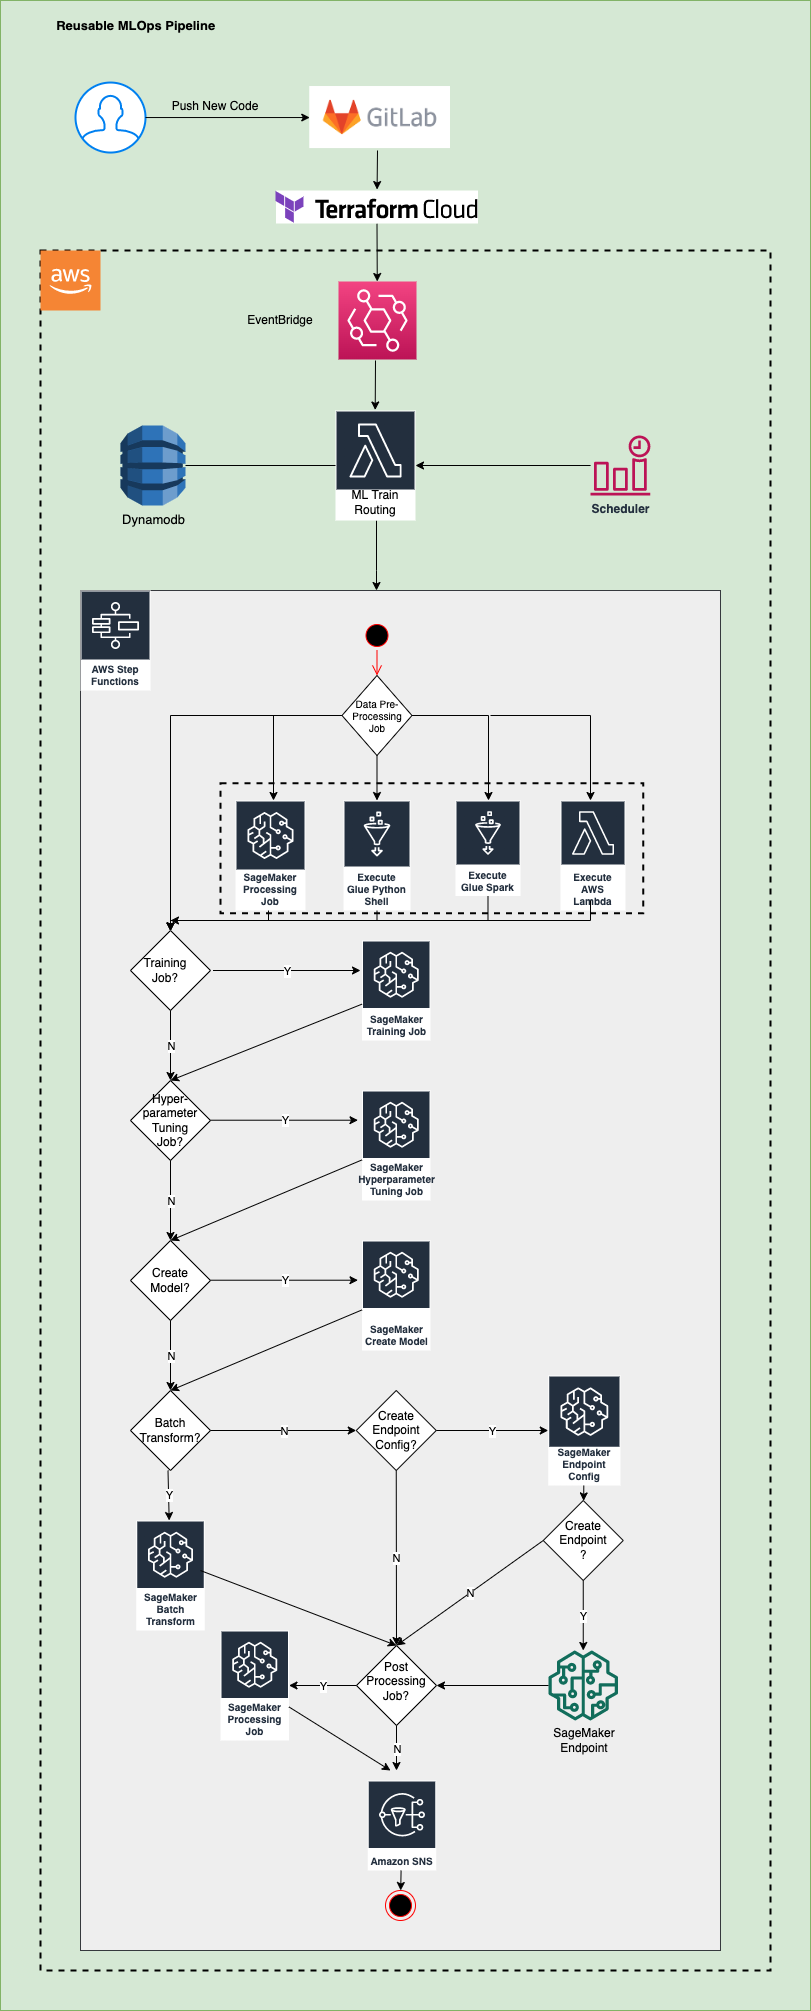 Reusable MLOps Pipeline
Push New Code
GitLab
Terraform Cloud
aws
EventBridge
ML Train
Routing
Dynamodb
Scheduler
AWS Step
Functions
Data Pre-
Processing
Job
SageMaker
Processing
Job
Execute
Glue Python
Shell
Execute
Glue Spark
Execute
AWS
Lambda
Training
Job?
Y
SageMaker
Training Job
N
Hyper-
parameter
Tuning
Job?
Y
SageMaker
Hyperparameter
Tuning Job
N
Create
Model?
Y
SageMaker
Create Model
N
Batch
Transform?
N
Create
Endpoint
Config?
Y
SageMaker
Endpoint
Config
Y
SageMaker
Batch
Transform
N
Create
Endpoint
?
N
Y
SageMaker
Endpoint
Post
Processing
Job?
Y
SageMaker
Processing
Job
N
Amazon SNS